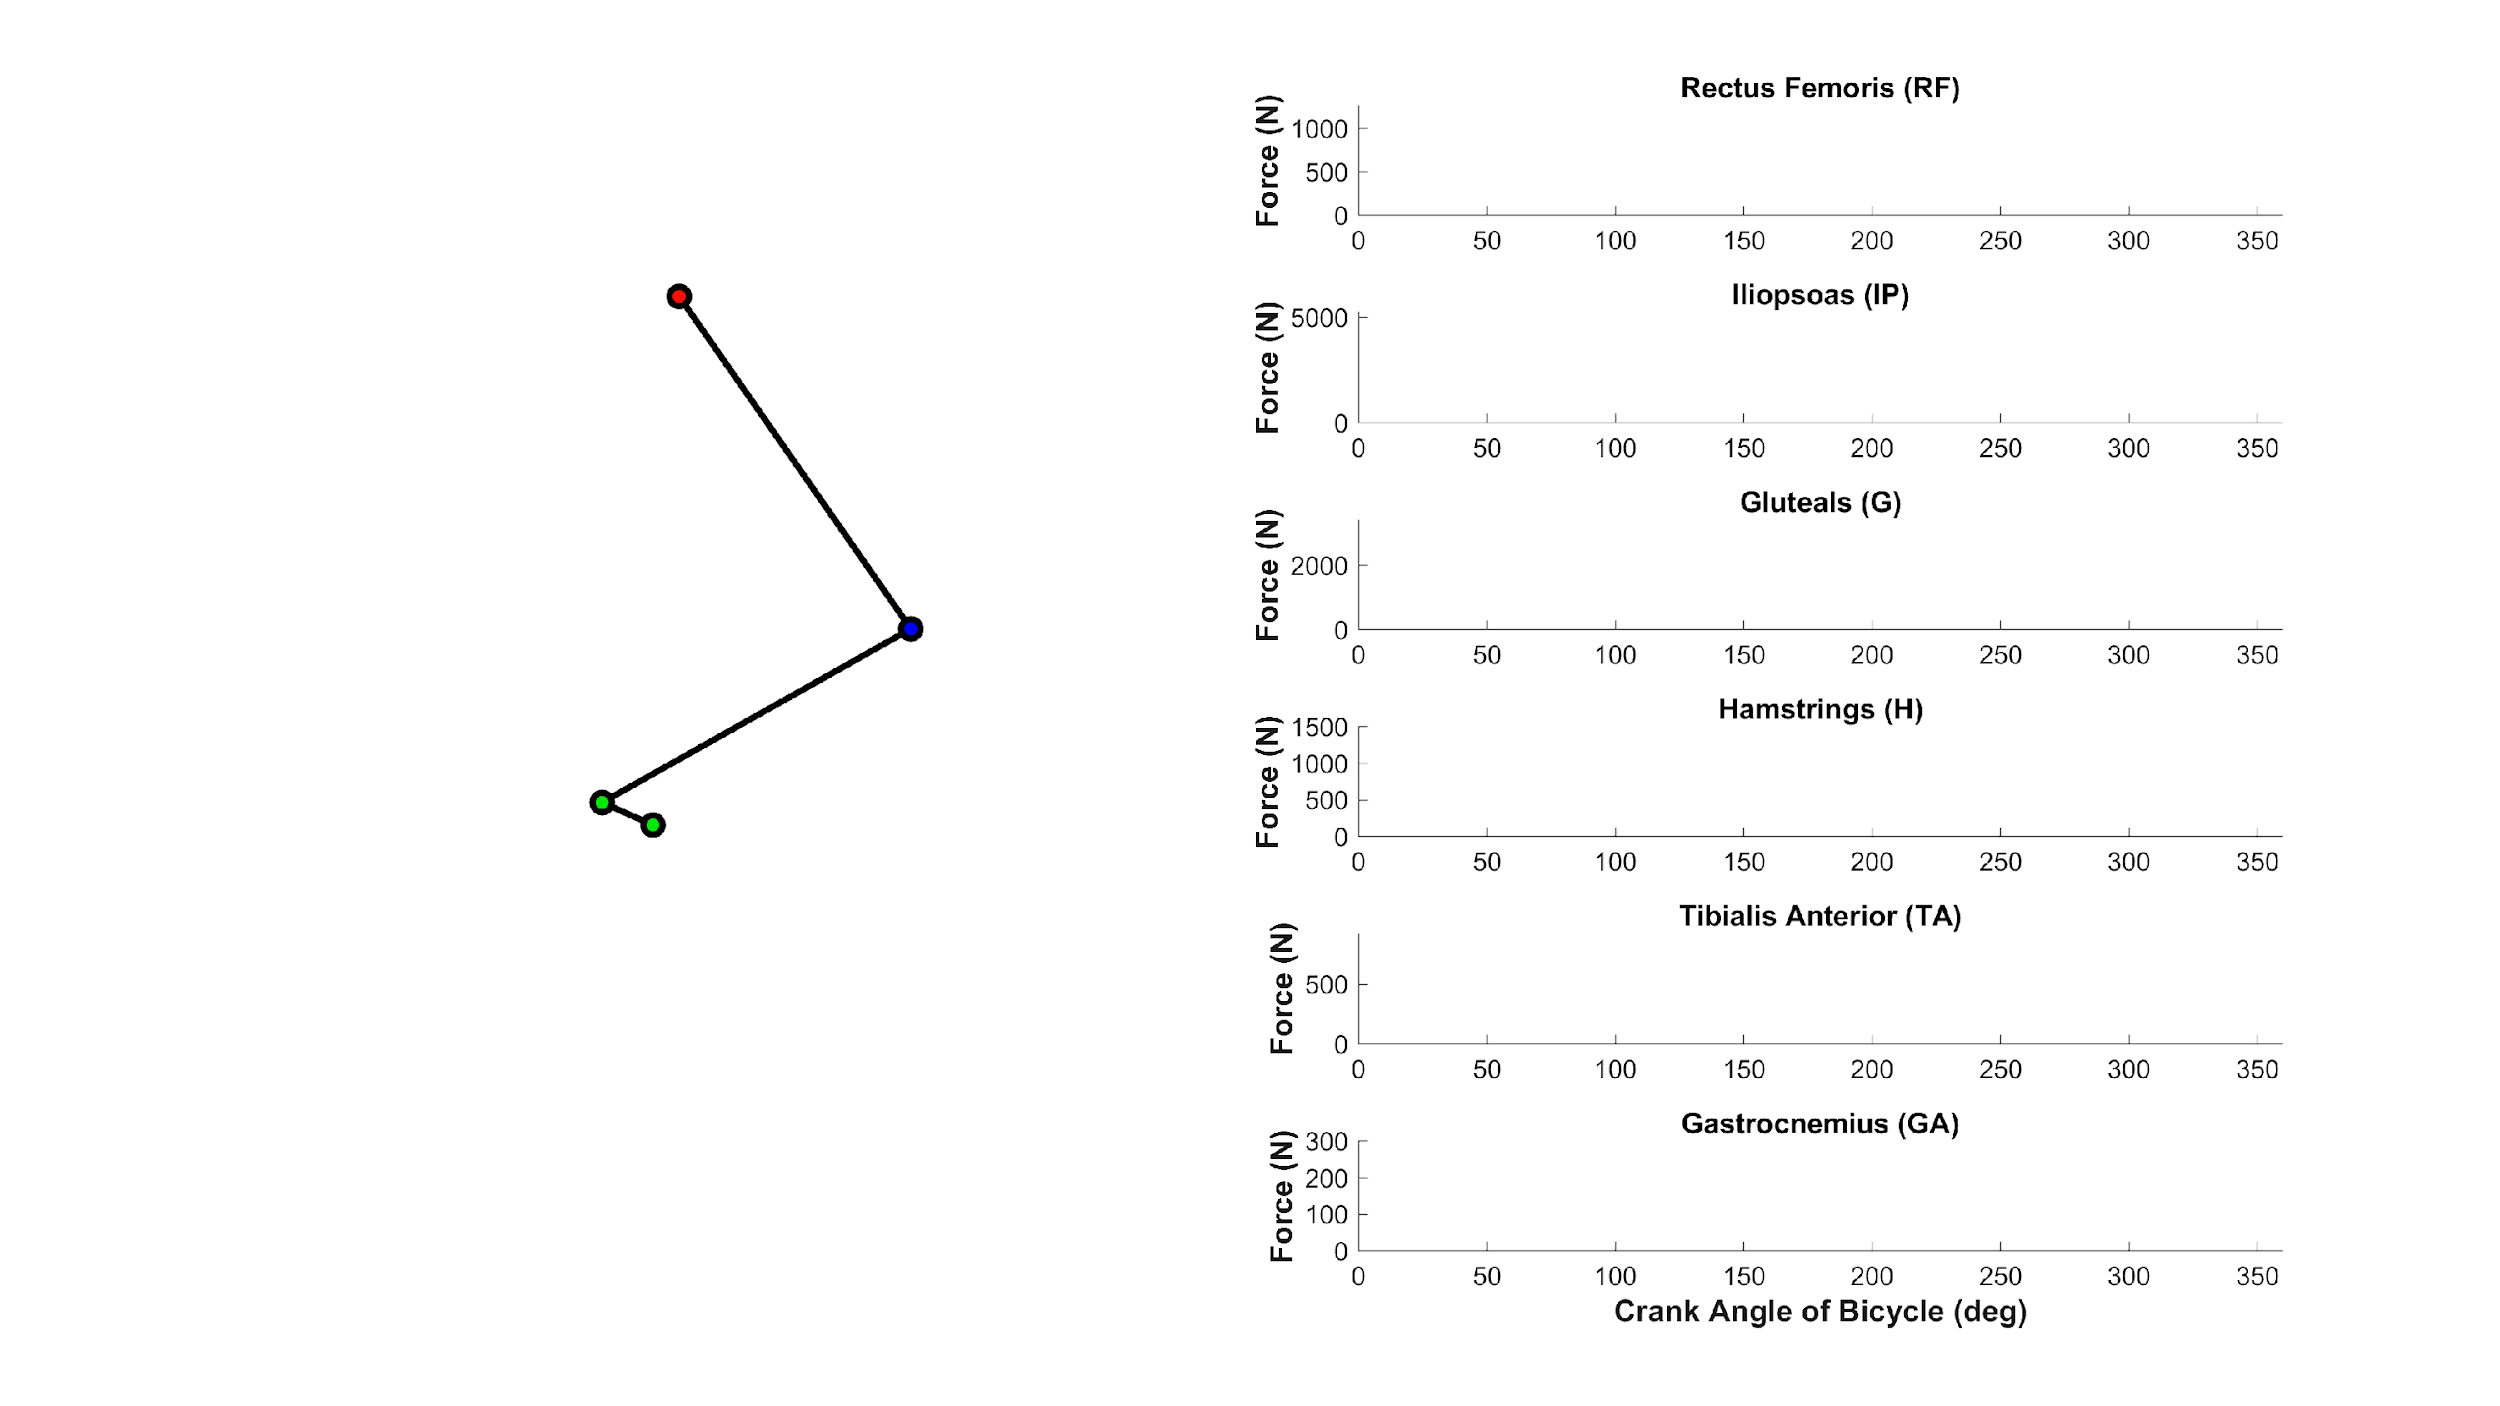 Rectus Femoris (RF)
Force (N)
1000
500
0
0 50 100 150 200 250 300 350
Iliopsoas (IP)
Force (N)
5000
0
0 50 100 150 200 250 300 350
Gluteals (G)
Force (N)
2000
0
0 50 100 150 200 250 300 350
Hamstrings (H)
Force (N)
1500
1000
500
0
0 50 100 150 200 250 300 350
Tibialis Anterior (TA)
Force (N)
500
0
0 50 100 150 200 250 300 350
Gastrocnemius (GA)
Force (N)
300
200
100
0
0 50 100 150 200 250 300 350
Crank Angle of Bicycle (deg)